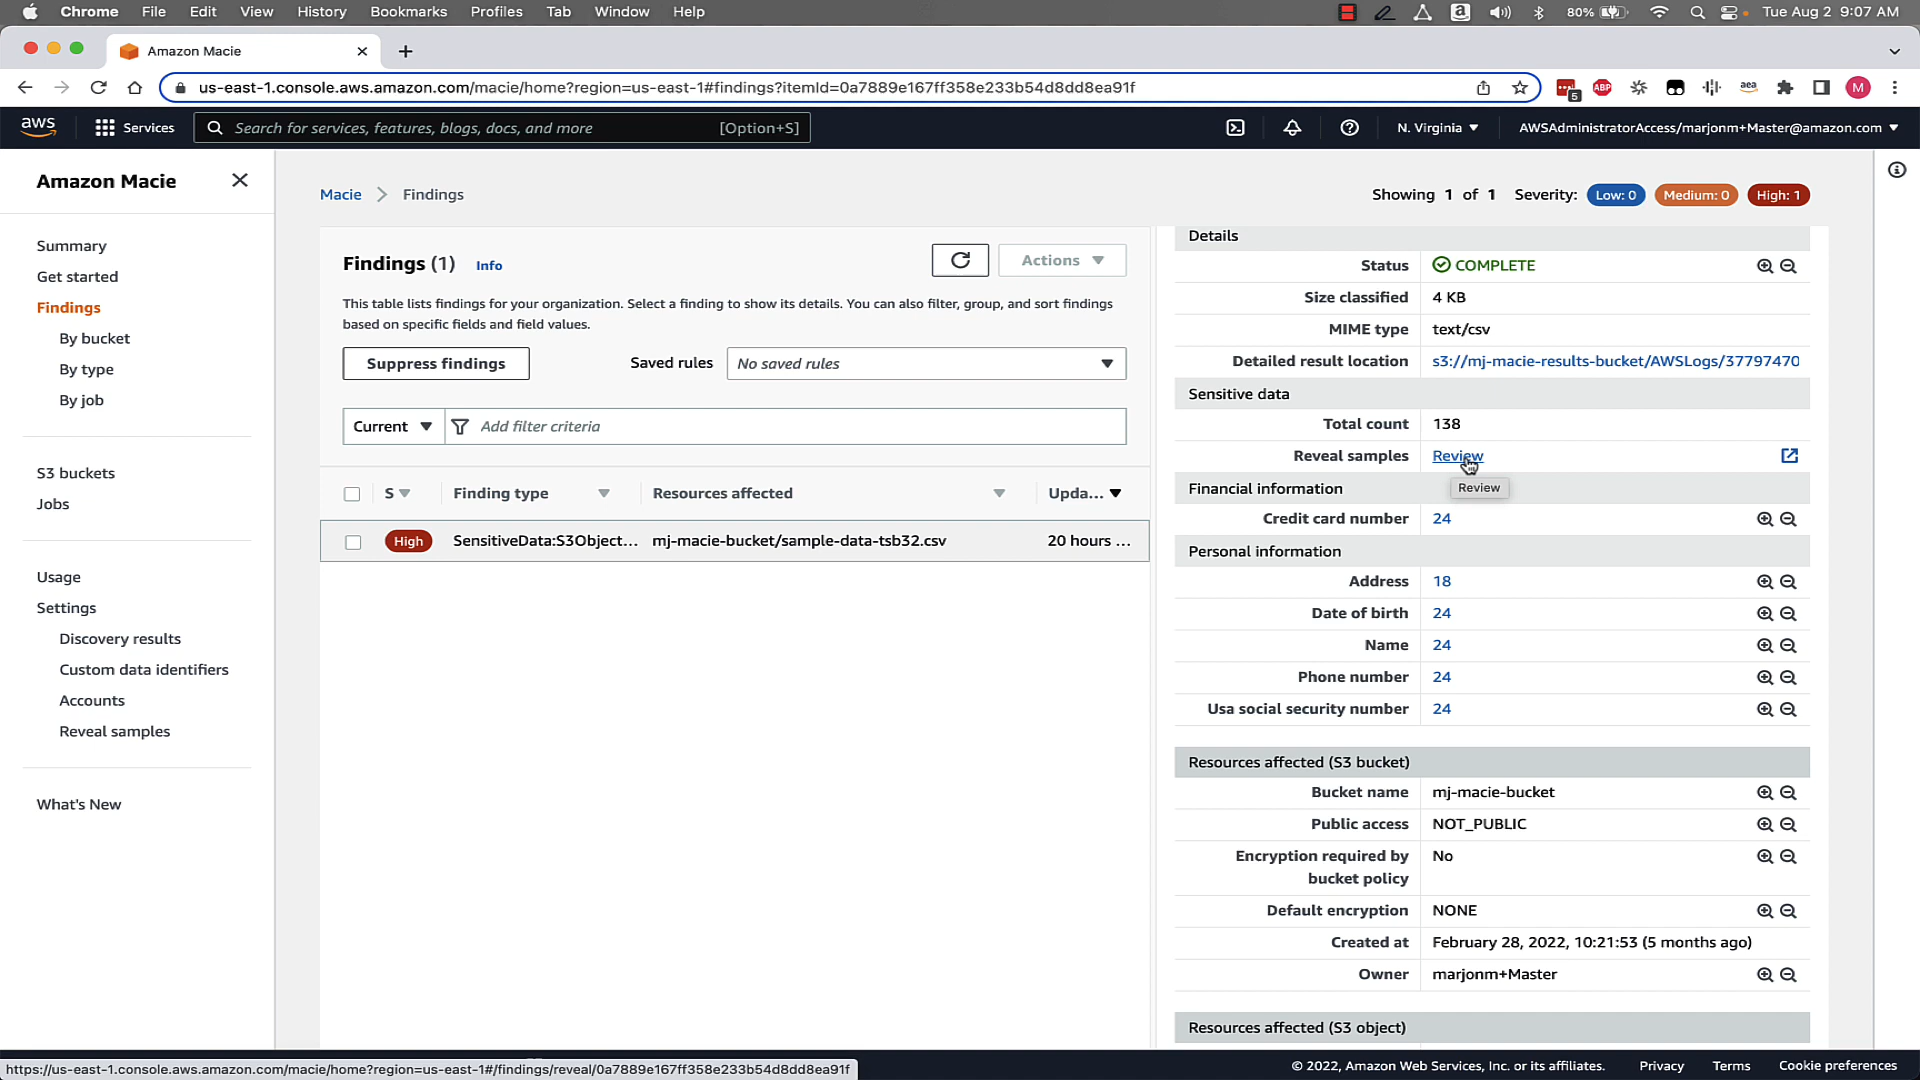 Chrome File Edit View History Bookmarks Profiles Tab Window Help 80% Tue Aug 2 9:07 AM
Amazon Macie
us-east-1.console.aws.amazon.com/macie/home?region=us-east-1#findings?itemId=0a7889e167ff358e233b54d8dd8ea91f
5 ABP aea M
aws Services Search for services, features, blogs, docs, and more [Option+S] N. Virginia AWSAdministratorAccess/marjonm+Master@amazon.com
Amazon Macie
Summary
Get started
Findings
By bucket
By type
By job
S3 buckets
Jobs
Usage
Settings
Discovery results
Custom data identifiers
Accounts
Reveal samples
What's New
Macie Findings
Showing 1 of 1 Severity: Low: 0 Medium: 0 High: 1
Findings (1) Info
Actions
This table lists findings for your organization. Select a finding to show its details. You can also filter, group, and sort findings
based on specific fields and field values.
Suppress findings Saved rules No saved rules
Current Add filter criteria
S Finding type Resources affected Upda...
High SensitiveData:S3Object... mj-macie-bucket/sample-data-tsb32.csv 20 hours ...
Details
Status COMPLETE
Size classified 4 KB
MIME type text/csv
Detailed result location s3://mj-macie-results-bucket/AWSLogs/37797470
Sensitive data
Total count 138
Reveal samples Review
Review
Financial information
Credit card number 24
Personal information
Address 18
Date of birth 24
Name 24
Phone number 24
Usa social security number 24
Resources affected (S3 bucket)
Bucket name mj-macie-bucket
Public access NOT_PUBLIC
Encryption required by No
bucket policy
Default encryption NONE
Created at February 28, 2022, 10:21:53 (5 months ago)
Owner marjonm+Master
Resources affected (S3 object)
https://us-east-1.console.aws.amazon.com/macie/home?region=us-east-1#/findings/reveal/0a7889e167ff358e233b54d8dd8ea91f
© 2022, Amazon Web Services, Inc. or its affiliates. Privacy Terms Cookie preferences